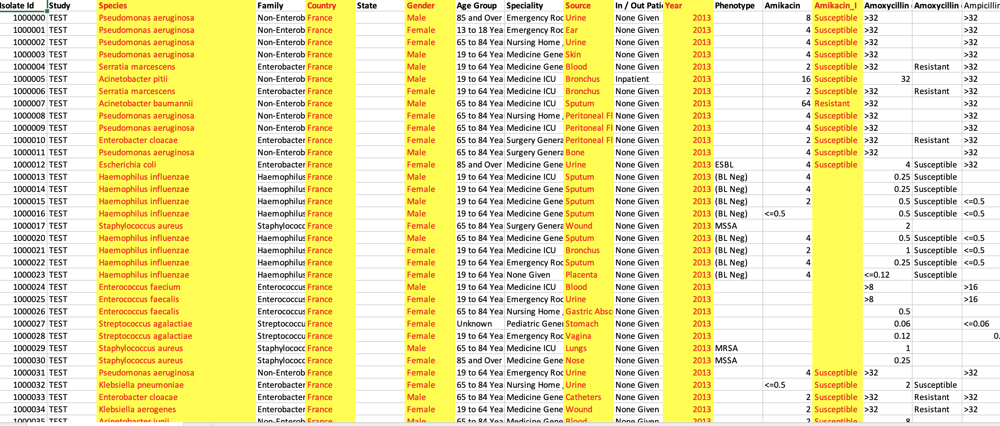 Isolate Id Study Species Family Country State Gender Age Group Speciality Source In / Out Pati Year Phenotype Amikacin Amikacin_I Amoxycillin Amoxycillin Ampicillin
1000000 TEST Pseudomonas aeruginosa Non-Enterob France Male 85 and Over Emergency Roo Urine None Given 2013 8 Susceptible >32 >32
1000001 TEST Pseudomonas aeruginosa Non-Enterob France Female 13 to 18 Yea Emergency Roo Ear None Given 2013 4 Susceptible >32 >32
1000002 TEST Pseudomonas aeruginosa Non-Enterob France Female 65 to 84 Yea Nursing Home Urine None Given 2013 4 Susceptible >32 >32
1000003 TEST Pseudomonas aeruginosa Non-Enterob France Male 19 to 64 Yea Medicine Gene Skin None Given 2013 4 Susceptible >32 >32
1000004 TEST Serratia marcescens Enterobacter France Male 19 to 64 Yea Medicine Gene Blood None Given 2013 2 Susceptible >32 Resistant >32
1000005 TEST Acinetobacter pitii Non-Enterob France Male 19 to 64 Yea Medicine ICU Bronchus Inpatient 2013 16 Susceptible 32 >32
1000006 TEST Serratia marcescens Enterobacter France Female 19 to 64 Yea Medicine ICU Bronchus None Given 2013 2 Susceptible >32 Resistant >32
1000007 TEST Acinetobacter baumannii Non-Enterob France Male 65 to 84 Yea Medicine ICU Sputum None Given 2013 64 Resistant >32 >32
1000008 TEST Pseudomonas aeruginosa Non-Enterob France Female 65 to 84 Yea Nursing Home Peritoneal Fl None Given 2013 4 Susceptible >32 >32
1000009 TEST Pseudomonas aeruginosa Non-Enterob France Female 65 to 84 Yea Medicine ICU Peritoneal Fl None Given 2013 4 Susceptible >32 >32
1000010 TEST Enterobacter cloacae Enterobacter France Female 65 to 84 Yea Surgery Genera Peritoneal Fl None Given 2013 2 Susceptible >32 Resistant >32
1000011 TEST Pseudomonas aeruginosa Non-Enterob France Male 65 to 84 Yea Surgery Genera Bone None Given 2013 4 Susceptible >32 >32
1000012 TEST Escherichia coli Enterobacter France Female 85 and Over Medicine Gene Urine None Given 2013 ESBL 4 Susceptible 4 Susceptible >32
1000013 TEST Haemophilus influenzae Haemophilus France Male 19 to 64 Yea Medicine ICU Sputum None Given 2013 (BL Neg) 4 0.25 Susceptible
1000014 TEST Haemophilus influenzae Haemophilus France Female 19 to 64 Yea Medicine Gene Sputum None Given 2013 (BL Neg) 4 0.25 Susceptible
1000015 TEST Haemophilus influenzae Haemophilus France Male 19 to 64 Yea Medicine Gene Sputum None Given 2013 (BL Neg) 2 0.5 Susceptible <=0.5
1000016 TEST Haemophilus influenzae Haemophilus France Male 19 to 64 Yea Medicine Gene Sputum None Given 2013 (BL Neg) <=0.5 0.5 Susceptible <=0.5
1000017 TEST Staphylococcus aureus Staphylococc France Female 65 to 84 Yea Surgery Genera Wound None Given 2013 MSSA 2
1000020 TEST Haemophilus influenzae Haemophilus France Male 65 to 84 Yea Medicine Gene Sputum None Given 2013 (BL Neg) 4 0.5 Susceptible <=0.5
1000021 TEST Haemophilus influenzae Haemophilus France Female 19 to 64 Yea Medicine ICU Bronchus None Given 2013 (BL Neg) 2 1 Susceptible <=0.5
1000022 TEST Haemophilus influenzae Haemophilus France Female 19 to 64 Yea Emergency Roo Sputum None Given 2013 (BL Neg) 4 0.25 Susceptible <=0.5
1000023 TEST Haemophilus influenzae Haemophilus France Female 19 to 64 Yea None Given Placenta None Given 2013 (BL Neg) 4 <=0.12 Susceptible
1000024 TEST Enterococcus faecium Enterococcus France Male 19 to 64 Yea Medicine ICU Blood None Given 2013 >8 >16
1000025 TEST Enterococcus faecalis Enterococcus France Female 19 to 64 Yea Emergency Roo Urine None Given 2013 >8 >16
1000026 TEST Enterococcus faecalis Enterococcus France Female 65 to 84 Yea Nursing Home Gastric Absc None Given 2013 0.5
1000027 TEST Streptococcus agalactiae Streptococcu France Female Unknown Pediatric Gener Stomach None Given 2013 0.06 <=0.06
1000028 TEST Streptococcus agalactiae Streptococcu France Female 19 to 64 Yea Emergency Roo Vagina None Given 2013 0.12 0.
1000029 TEST Staphylococcus aureus Staphylococc France Male 65 to 84 Yea Medicine ICU Lungs None Given 2013 MRSA 1
1000030 TEST Staphylococcus aureus Staphylococc France Female 85 and Over Medicine Gene Nose None Given 2013 MSSA 0.25
1000031 TEST Pseudomonas aeruginosa Non-Enterob France Female 19 to 64 Yea Emergency Roo Urine None Given 2013 4 Susceptible >32 >32
1000032 TEST Klebsiella pneumoniae Enterobacter France Female 65 to 84 Yea Nursing Home Urine None Given 2013 <=0.5 Susceptible 2 Susceptible
1000033 TEST Enterobacter cloacae Enterobacter France Male 65 to 84 Yea Medicine Gene Catheters None Given 2013 2 Susceptible >32 Resistant >32
1000034 TEST Klebsiella aerogenes Enterobacter France Female 19 to 64 Yea Medicine Gene Wound None Given 2013 2 Susceptible >32 Resistant >32
1000035 TEST Acinetobacter junii Non-Enterob France Male 65 to 84 Yea Medicine Gene Blood None Given 2013 2 Susceptible 8